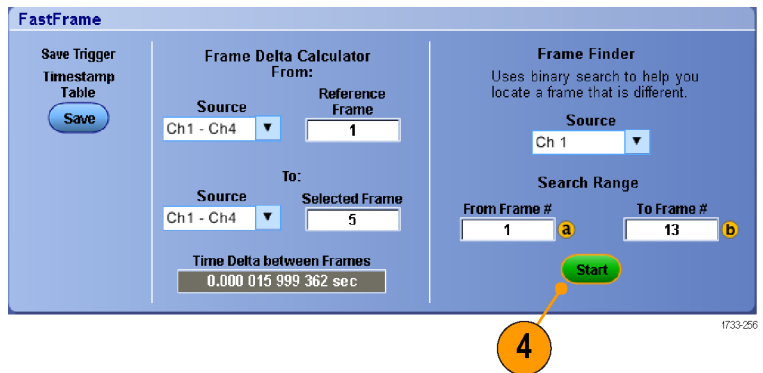 FastFrame
Save Trigger
Timestamp
Table
Save
Frame Delta Calculator
From:
Source
Reference
Frame
Ch1 - Ch4
1
To:
Source
Selected Frame
Ch1 - Ch4
5
Time Delta between Frames
0.000 015 999 362 sec
Frame Finder
Uses binary search to help you
locate a frame that is different.
Source
Ch 1
Search Range
From Frame #
To Frame #
1
a
13
b
Start
4
1733-256